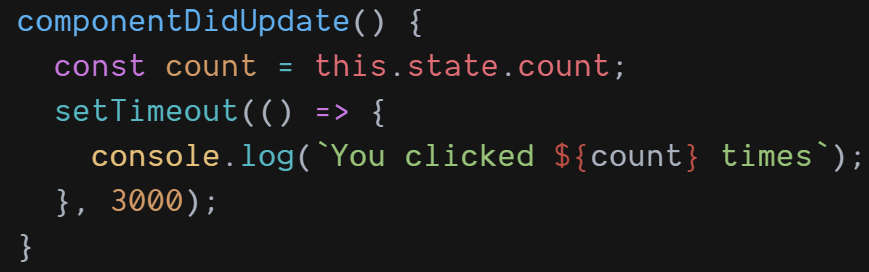 componentDidUpdate() {
  const count = this.state.count;
  setTimeout(() => {
    console.log(`You clicked ${count} times`);
  }, 3000);
}